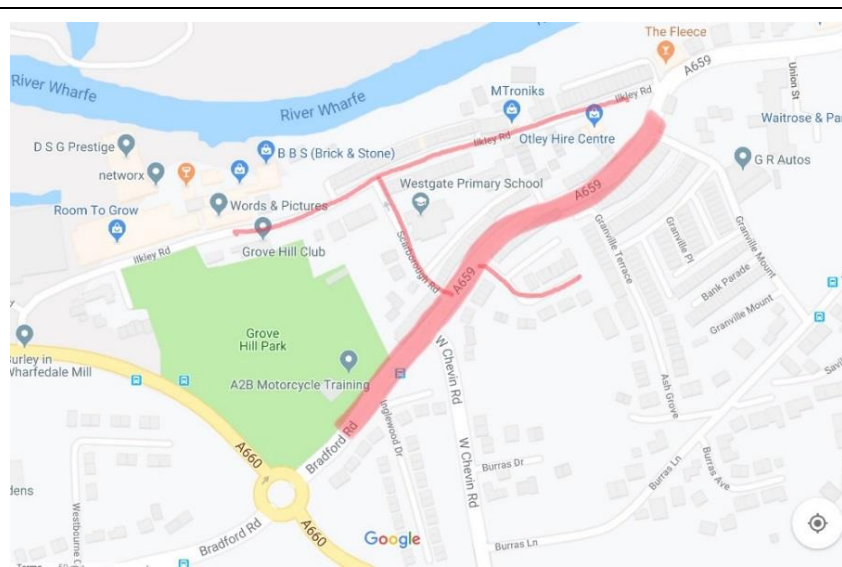 The Fleece
A659
River Wharfe
River Wharfe
MTroniks
Ilkley Rd
Union St
Waitrose & Pa
Otley Hire Centre
Ilkley Rd
D S G Prestige
B B S (Brick & Stone)
G R Autos
networx
Westgate Primary School
A659
Words & Pictures
Room To Grow
Grove Hill Club
Scarborough Rd
Granville Terrace
Granville Pl
Granville Mount
Ilkley Rd
A659
Bank Parade
Granville Mount
Grove
Hill Park
Burley in
Wharfedale Mill
W Chevin Rd
A2B Motorcycle Training
Savil
Ash Grove
Inglewood Dr
A660
Bradford Rd
W Chevin Rd
Burras Dr
Burras Ln
Burras Ave
dens
Westbourne C
Bradford Rd
A660
Google
Burras Ln